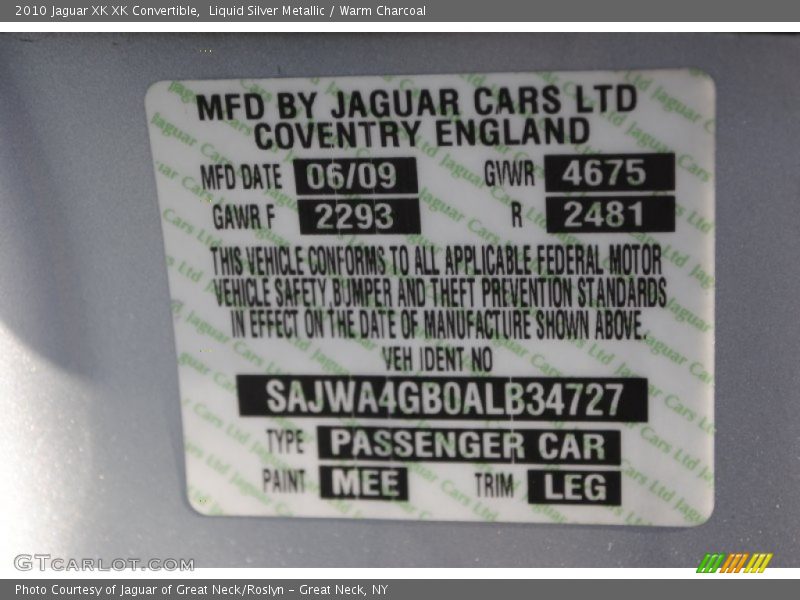 2010 Jaguar XK XK Convertible,  Liquid Silver Metallic / Warm Charcoal
MFD BY JAGUAR CARS LTD
COVENTRY ENGLAND
MFD DATE 06/09 GVWR 4675
GAWR F 2293 R 2481
THIS VEHICLE CONFORMS TO ALL APPLICABLE FEDERAL MOTOR
VEHICLE SAFETY, BUMPER AND THEFT PREVENTION STANDARDS
IN EFFECT ON THE DATE OF MANUFACTURE SHOWN ABOVE.
VEH IDENT NO
SAJWA4GB0ALB34727
TYPE PASSENGER CAR
PAINT MEE TRIM LEG
GTCARLOT.COM
Photo Courtesy of Jaguar of Great Neck/Roslyn – Great Neck, NY